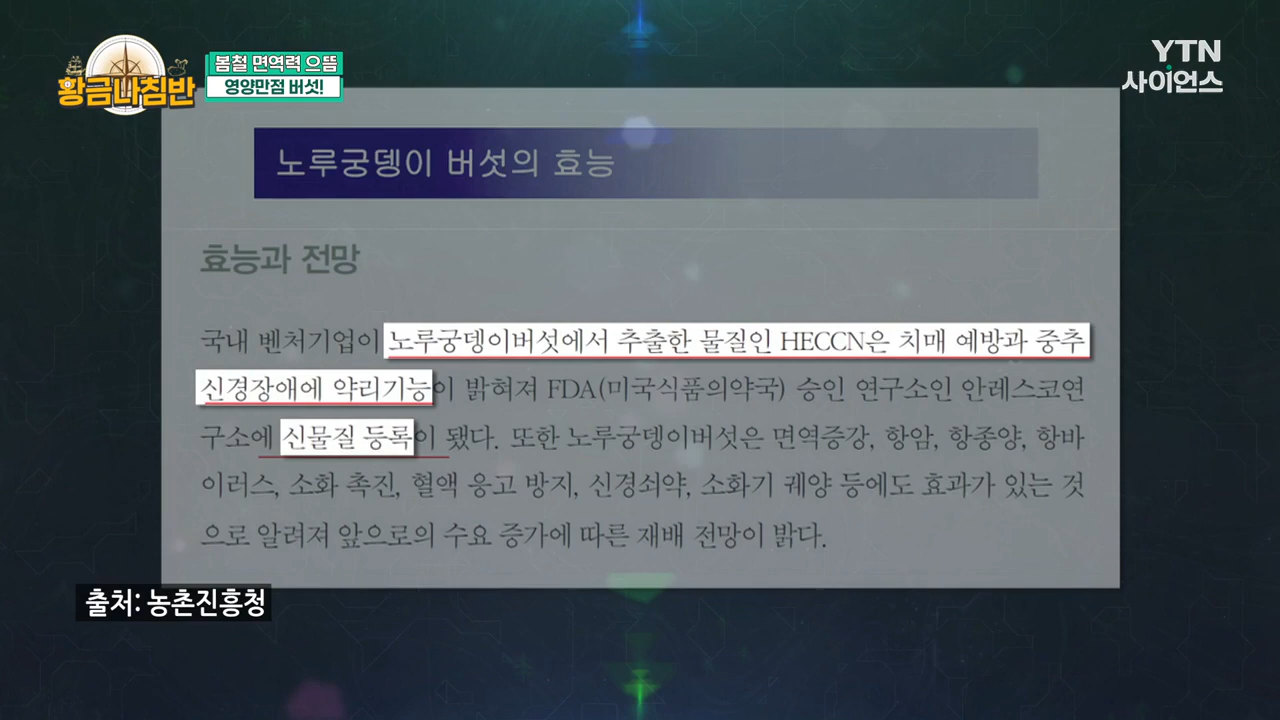 황금나침반
봄철 면역력 으뜸
영양만점 버섯!
YTN
사이언스
노루궁뎅이 버섯의 효능
효능과 전망
국내 벤처기업이 노루궁뎅이버섯에서 추출한 물질인 HECCN은 치매 예방과 중추
신경장애에 약리기능이 밝혀져 FDA(미국식품의약국) 승인 연구소인 안레스코연
구소에 신물질 등록이 됐다. 또한 노루궁뎅이버섯은 면역증강, 항암, 항종양, 항바
이러스, 소화 촉진, 혈액 응고 방지, 신경쇠약, 소화기 궤양 등에도 효과가 있는 것
으로 알려져 앞으로의 수요 증가에 따른 재배 전망이 밝다.
출처: 농촌진흥청